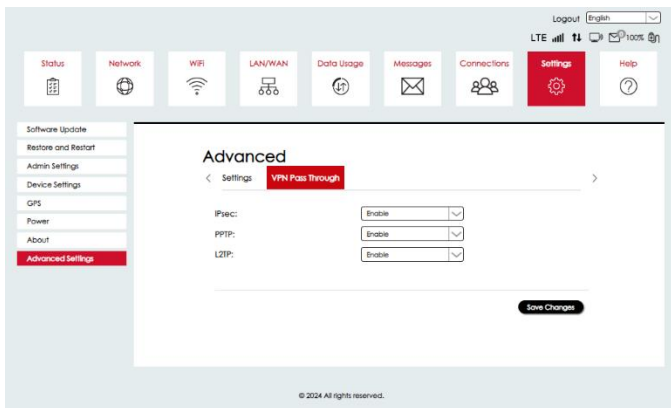 Logout English
LTE 100%
Status Network WiFi LAN/WAN Data Usage Messages Connections Settings Help
Software Update
Restore and Restart
Admin Settings
Device Settings
GPS
Power
About
Advanced Settings
Advanced
Settings VPN Pass Through
IPsec: Enable
PPTP: Enable
L2TP: Enable
Save Changes
© 2024 All rights reserved.